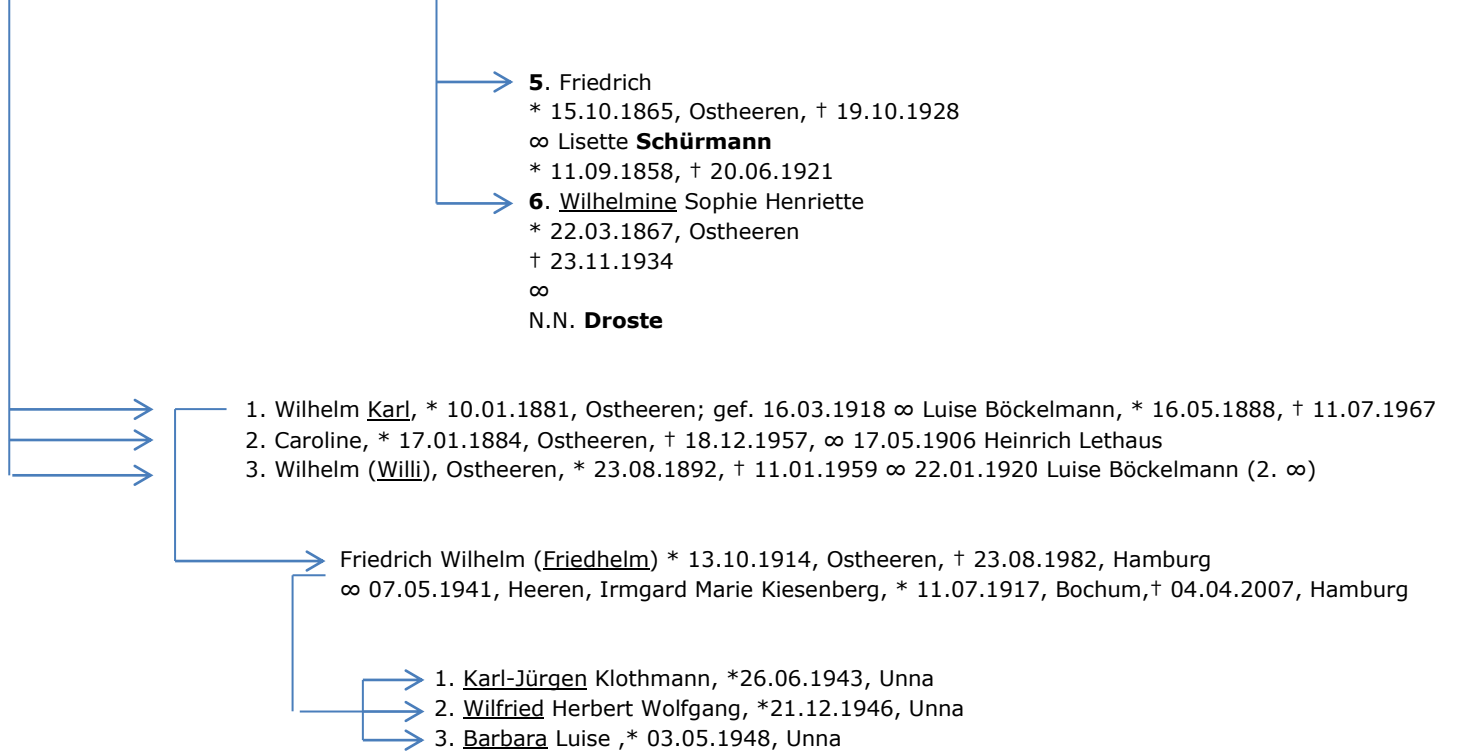 5. Friedrich
* 15.10.1865, Ostheeren, † 19.10.1928
∞ Lisette Schürmann
* 11.09.1858, † 20.06.1921
6. Wilhelmine Sophie Henriette
* 22.03.1867, Ostheeren
† 23.11.1934
∞
N.N. Droste
1. Wilhelm Karl, * 10.01.1881, Ostheeren; gef. 16.03.1918 ∞ Luise Böckelmann, * 16.05.1888, † 11.07.1967
2. Caroline, * 17.01.1884, Ostheeren, † 18.12.1957, ∞ 17.05.1906 Heinrich Lethaus
3. Wilhelm (Willi), Ostheeren, * 23.08.1892, † 11.01.1959 ∞ 22.01.1920 Luise Böckelmann (2. ∞)
Friedrich Wilhelm (Friedhelm) * 13.10.1914, Ostheeren, † 23.08.1982, Hamburg
∞ 07.05.1941, Heeren, Irmgard Marie Kiesenberg, * 11.07.1917, Bochum,† 04.04.2007, Hamburg
1. Karl-Jürgen Klothmann, *26.06.1943, Unna
2. Wilfried Herbert Wolfgang, *21.12.1946, Unna
3. Barbara Luise ,* 03.05.1948, Unna